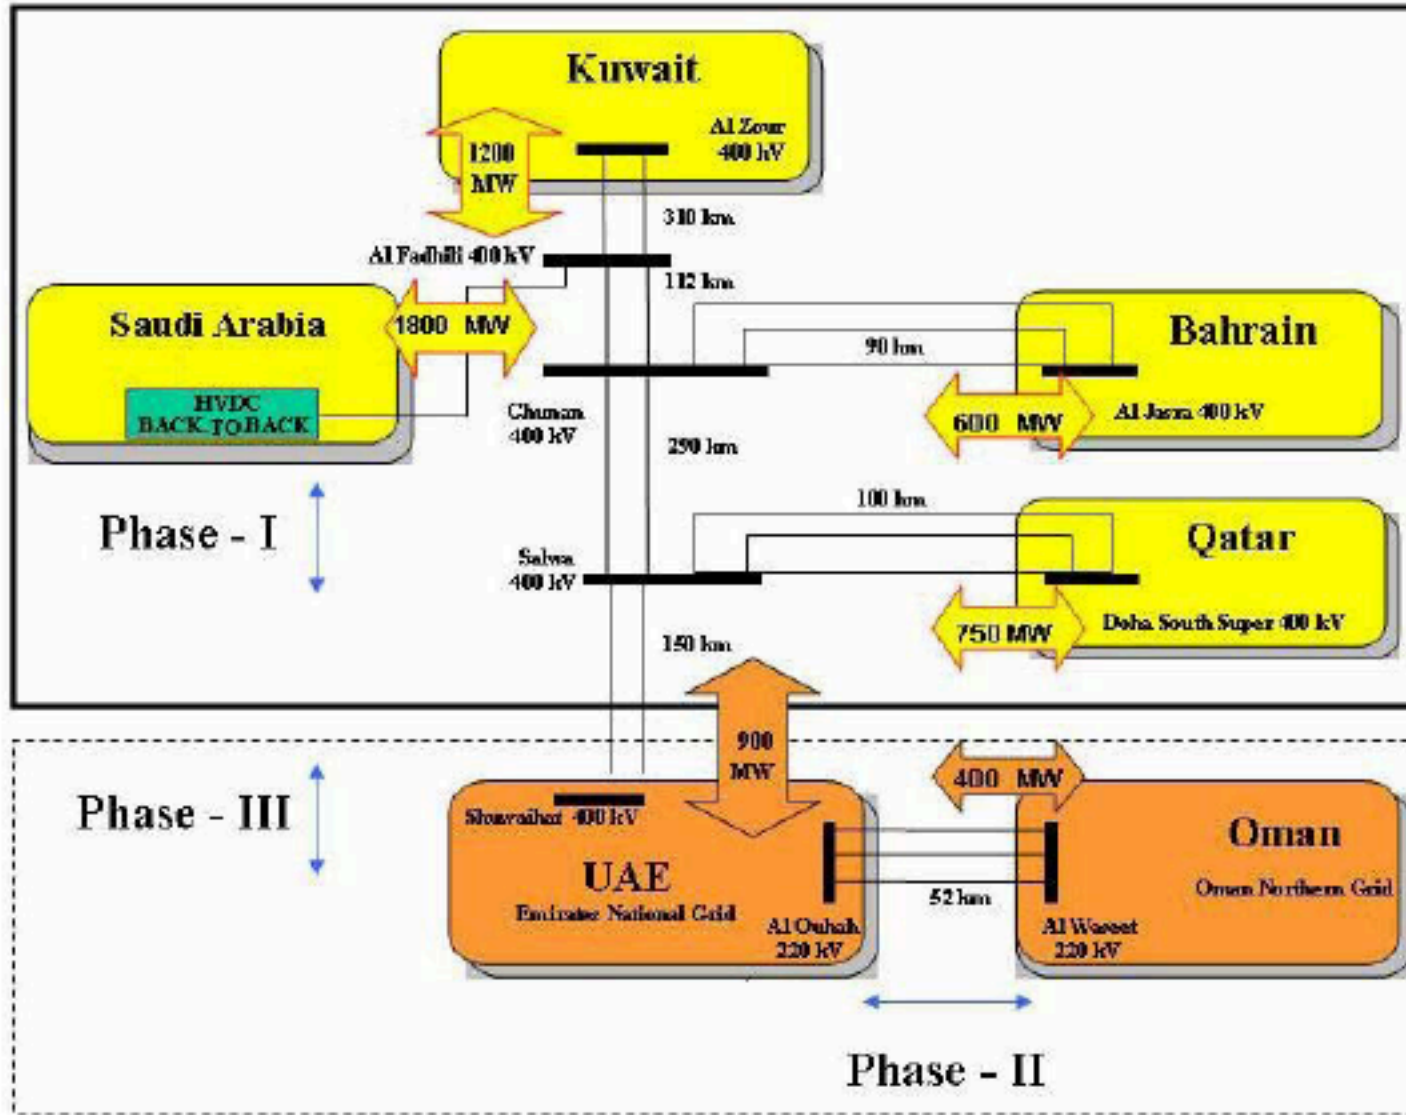 Kuwait
Al Zour
400 kV
1200
MW
310 km
Al Fadhili 400 kV
112 km
Saudi Arabia
1800 MW
HVDC
BACK TO BACK
Bahrain
90 km
Al Jasra 400 kV
600 MW
Ghunan
400 kV
290 km
Phase - I
100 km
Qatar
Salwa
400 kV
Doha South Super 400 kV
750 MW
150 km
900
MW
400 MW
Phase - III
Shuwaihat 400 kV
UAE
Emirates National Grid
Al Ouhah
220 kV
52 km
Oman
Oman Northern Grid
Al Waseet
220 kV
Phase - II